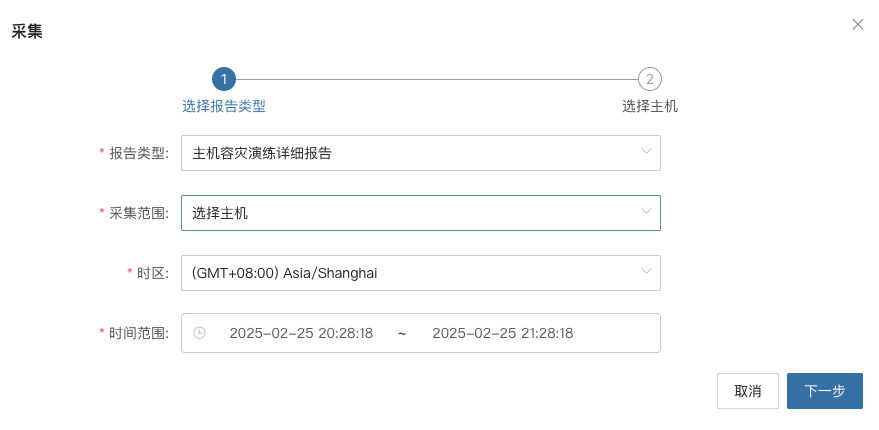 采集
1 2
选择报告类型 选择主机
* 报告类型: 主机容灾演练详细报告
* 采集范围: 选择主机
* 时区: (GMT+08:00) Asia/Shanghai
* 时间范围: 2025-02-25 20:28:18 ~ 2025-02-25 21:28:18
取消 下一步